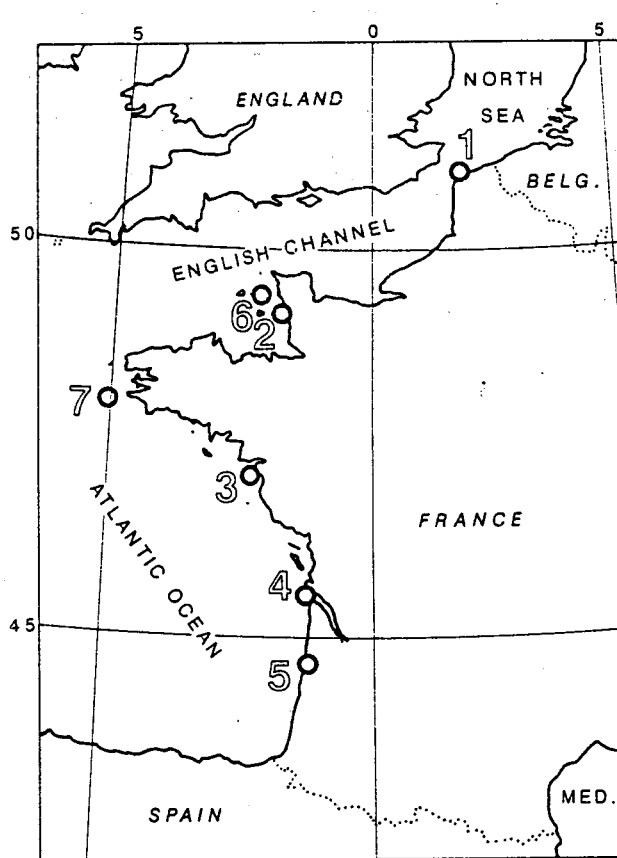 5 0 5
ENGLAND
NORTH
SEA
1
BELG.
50
ENGLISH CHANNEL
6
2
7
3
ATLANTIC OCEAN
FRANCE
4
45
5
SPAIN
MED.